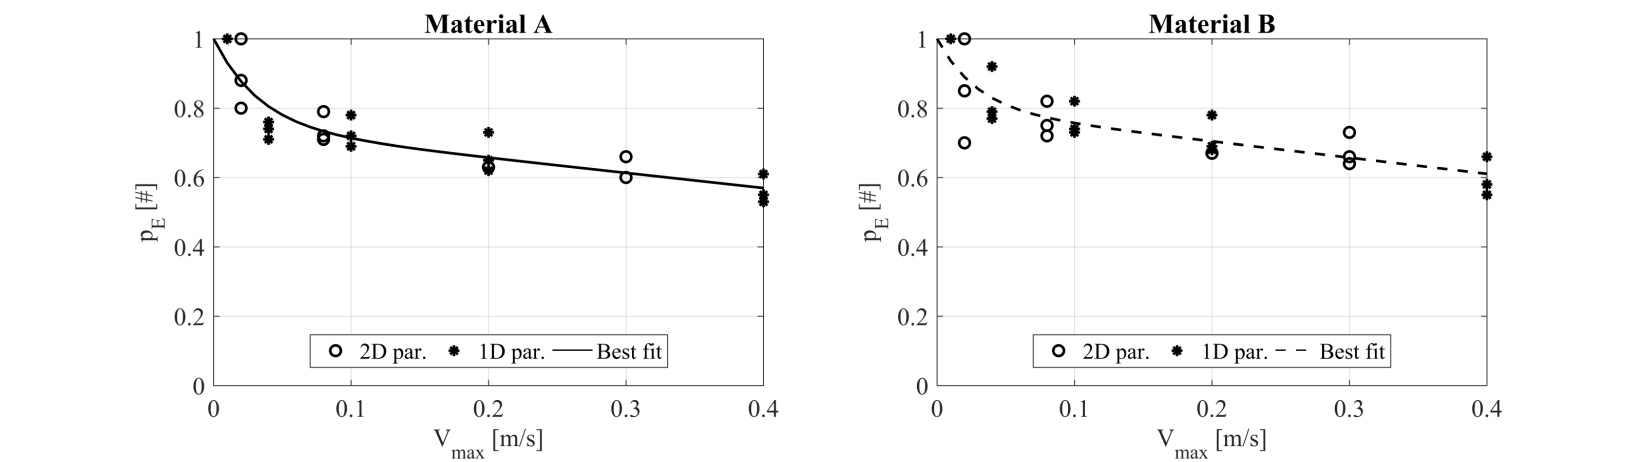 Material A
1
0.8
0.6
0.4
0.2
0
p_E [#]
2D par. 1D par. Best fit
0 0.1 0.2 0.3 0.4
V_max [m/s]
Material B
1
0.8
0.6
0.4
0.2
0
p_E [#]
2D par. 1D par. Best fit
0 0.1 0.2 0.3 0.4
V_max [m/s]